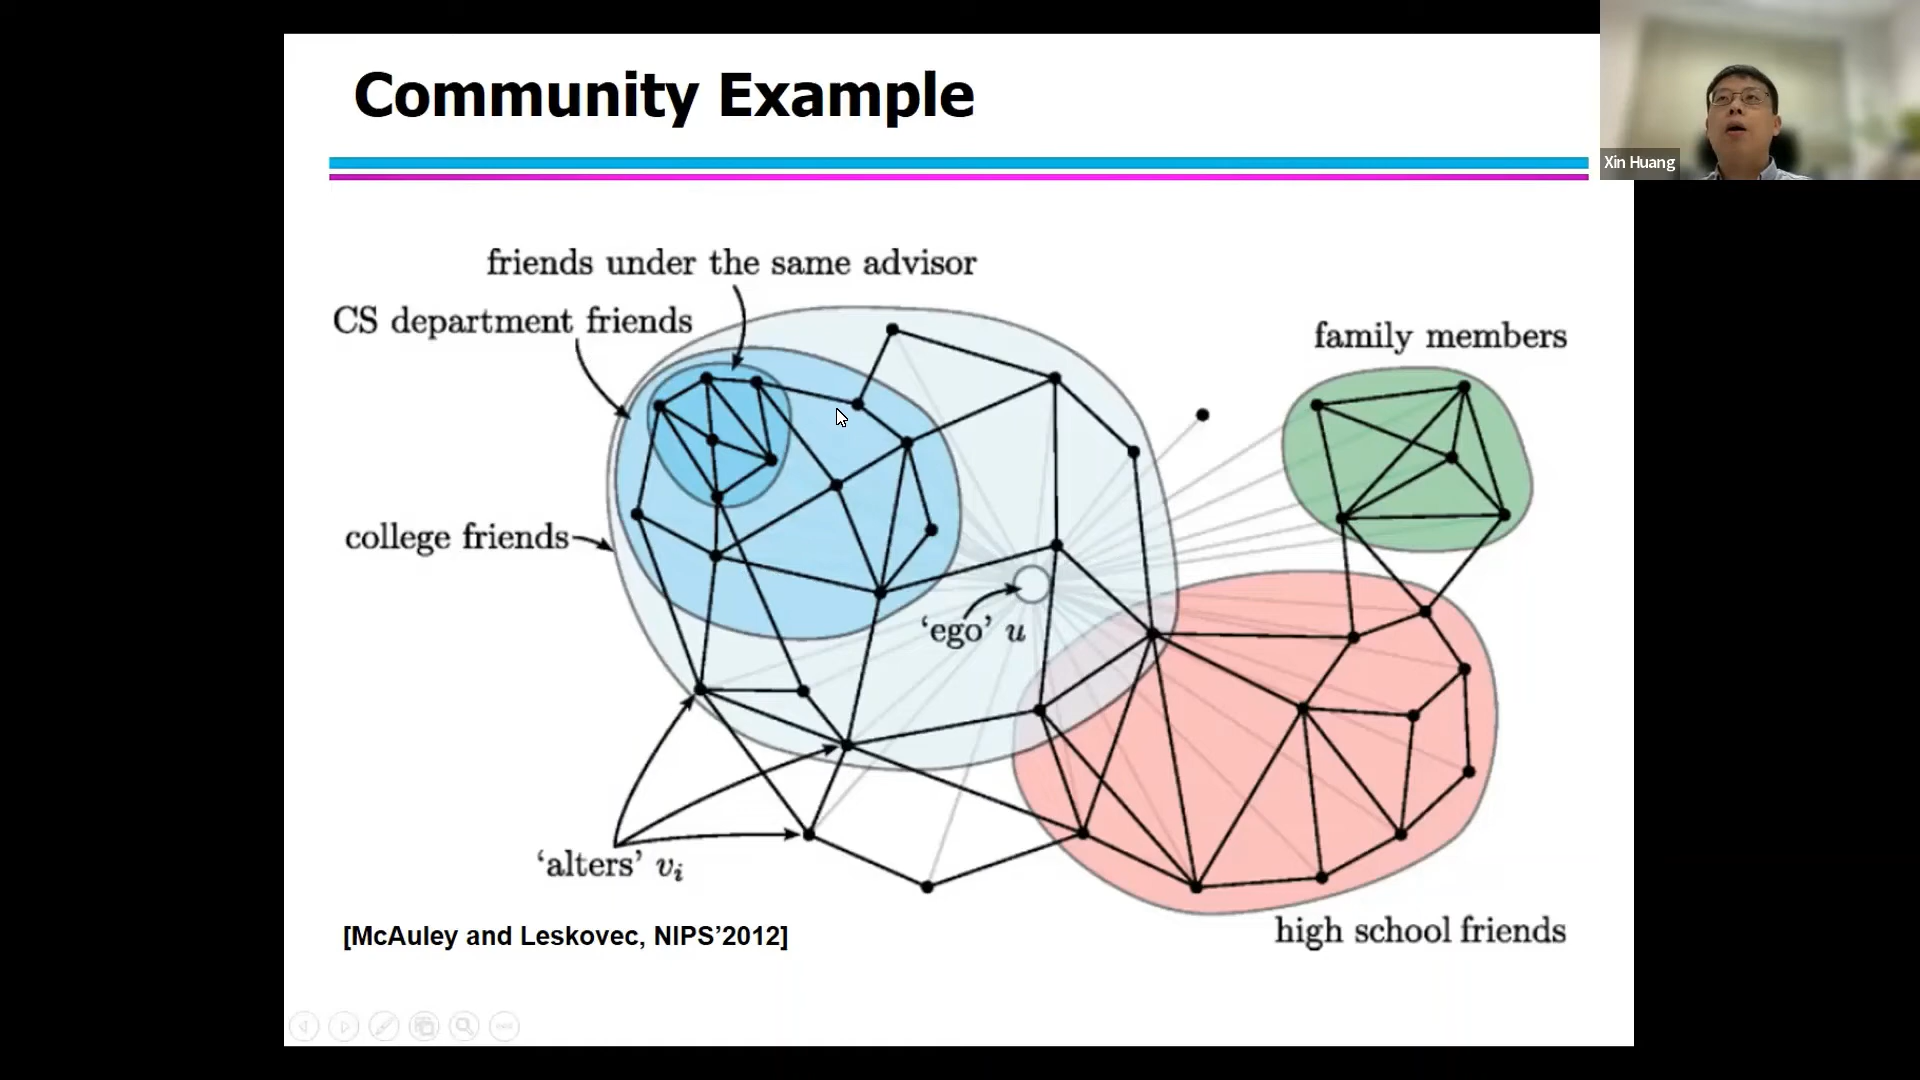 Community Example
Xin Huang
friends under the same advisor
CS department friends
family members
college friends
‘ego’ u
‘alters’ vᵢ
[McAuley and Leskovec, NIPS’2012]
high school friends